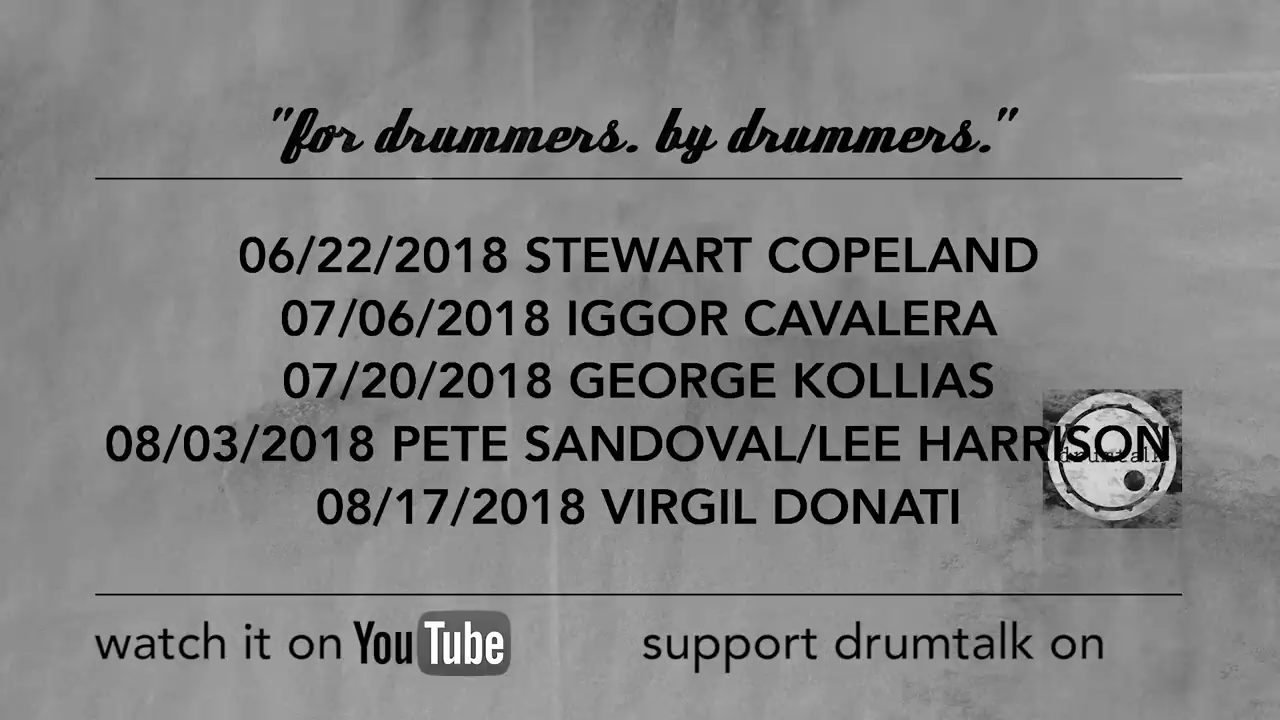 "for drummers. by drummers."
06/22/2018 STEWART COPELAND
07/06/2018 IGGOR CAVALERA
07/20/2018 GEORGE KOLLIAS
08/03/2018 PETE SANDOVAL/LEE HARRISON
drumtalk
08/17/2018 VIRGIL DONATI
watch it on YouTube
support drumtalk on